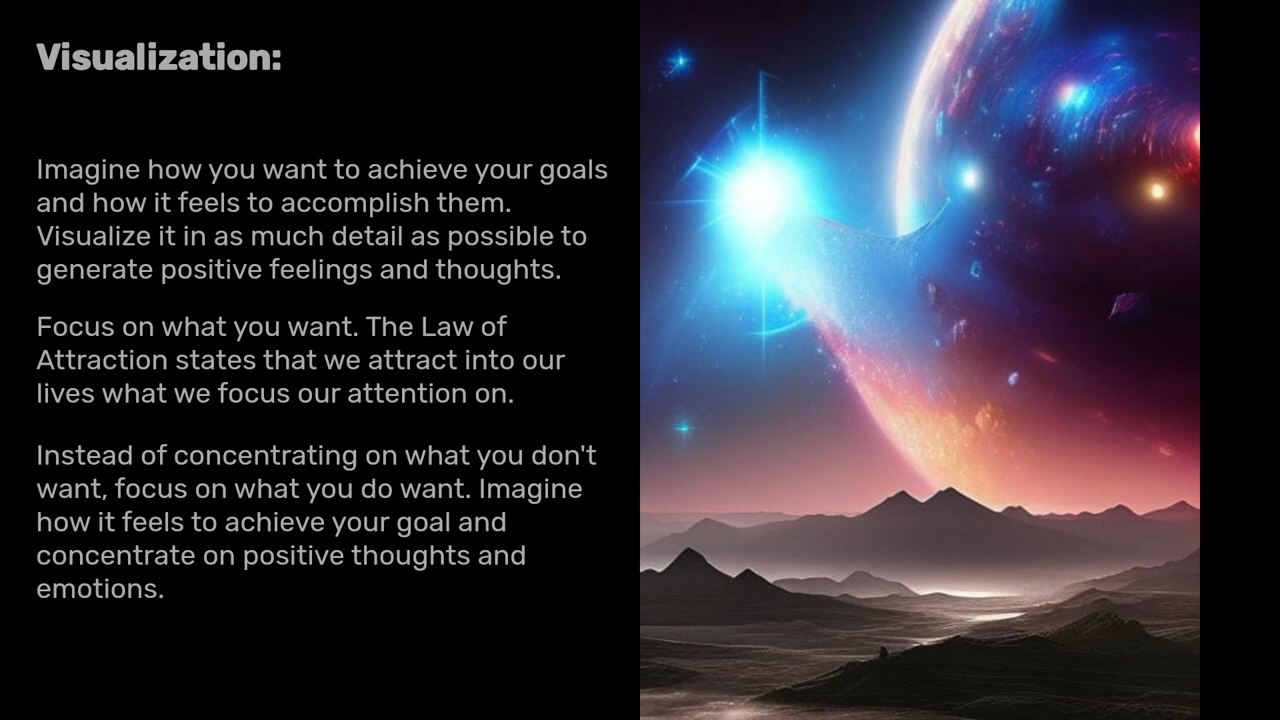 Visualization:
Imagine how you want to achieve your goals
and how it feels to accomplish them.
Visualize it in as much detail as possible to
generate positive feelings and thoughts.
Focus on what you want. The Law of
Attraction states that we attract into our
lives what we focus our attention on.
Instead of concentrating on what you don't
want, focus on what you do want. Imagine
how it feels to achieve your goal and
concentrate on positive thoughts and
emotions.